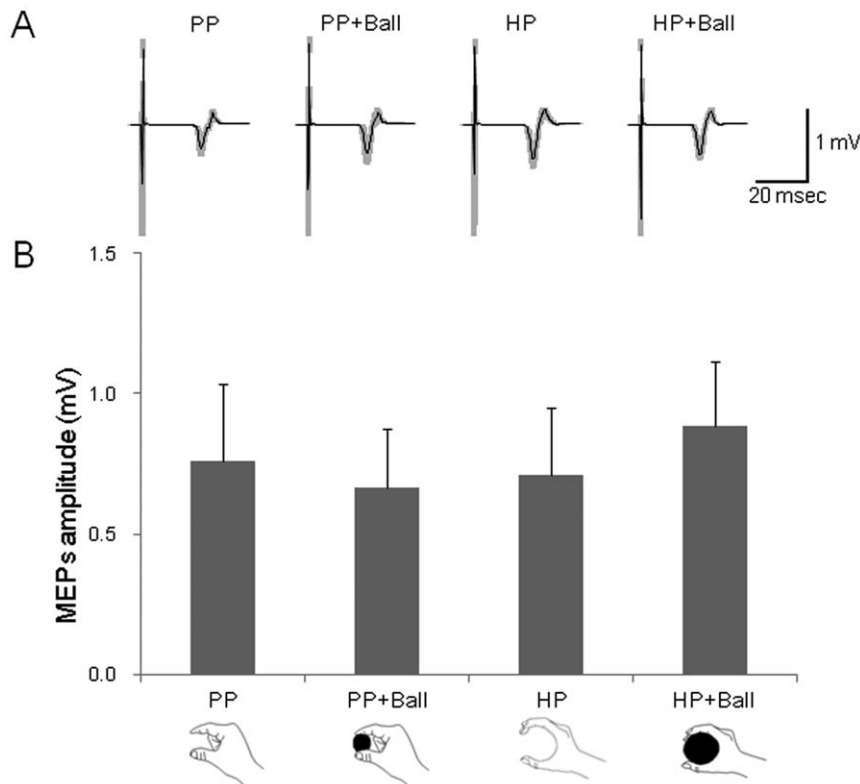 A
PP PP+Ball HP HP+Ball
1 mV
20 msec
B
MEPs amplitude (mV)
1.5
1.0
0.5
0.0
PP PP+Ball HP HP+Ball